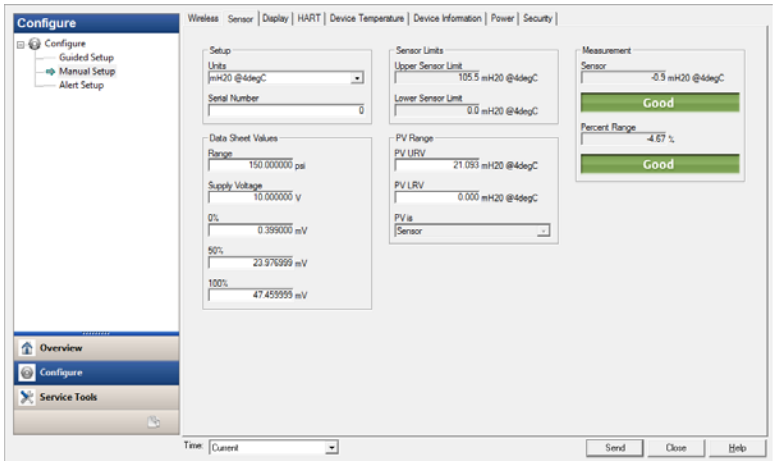 Configure
Configure
Guided Setup
Manual Setup
Alert Setup
Overview
Configure
Service Tools
Wireless Sensor Display HART Device Temperature Device Information Power Security
Setup
Units
mH20 @4degC
Serial Number
0
Data Sheet Values
Range
150.000000 psi
Supply Voltage
10.000000 V
0%
0.399000 mV
50%
23.976999 mV
100%
47.459999 mV
Sensor Limits
Upper Sensor Limit
105.5 mH20 @4degC
Lower Sensor Limit
0.0 mH20 @4degC
PV Range
PV URV
21.093 mH20 @4degC
PV LRV
0.000 mH20 @4degC
PV is
Sensor
Measurement
Sensor
-0.9 mH20 @4degC
Good
Percent Range
-4.67 %
Good
Time: Current
Send Close Help